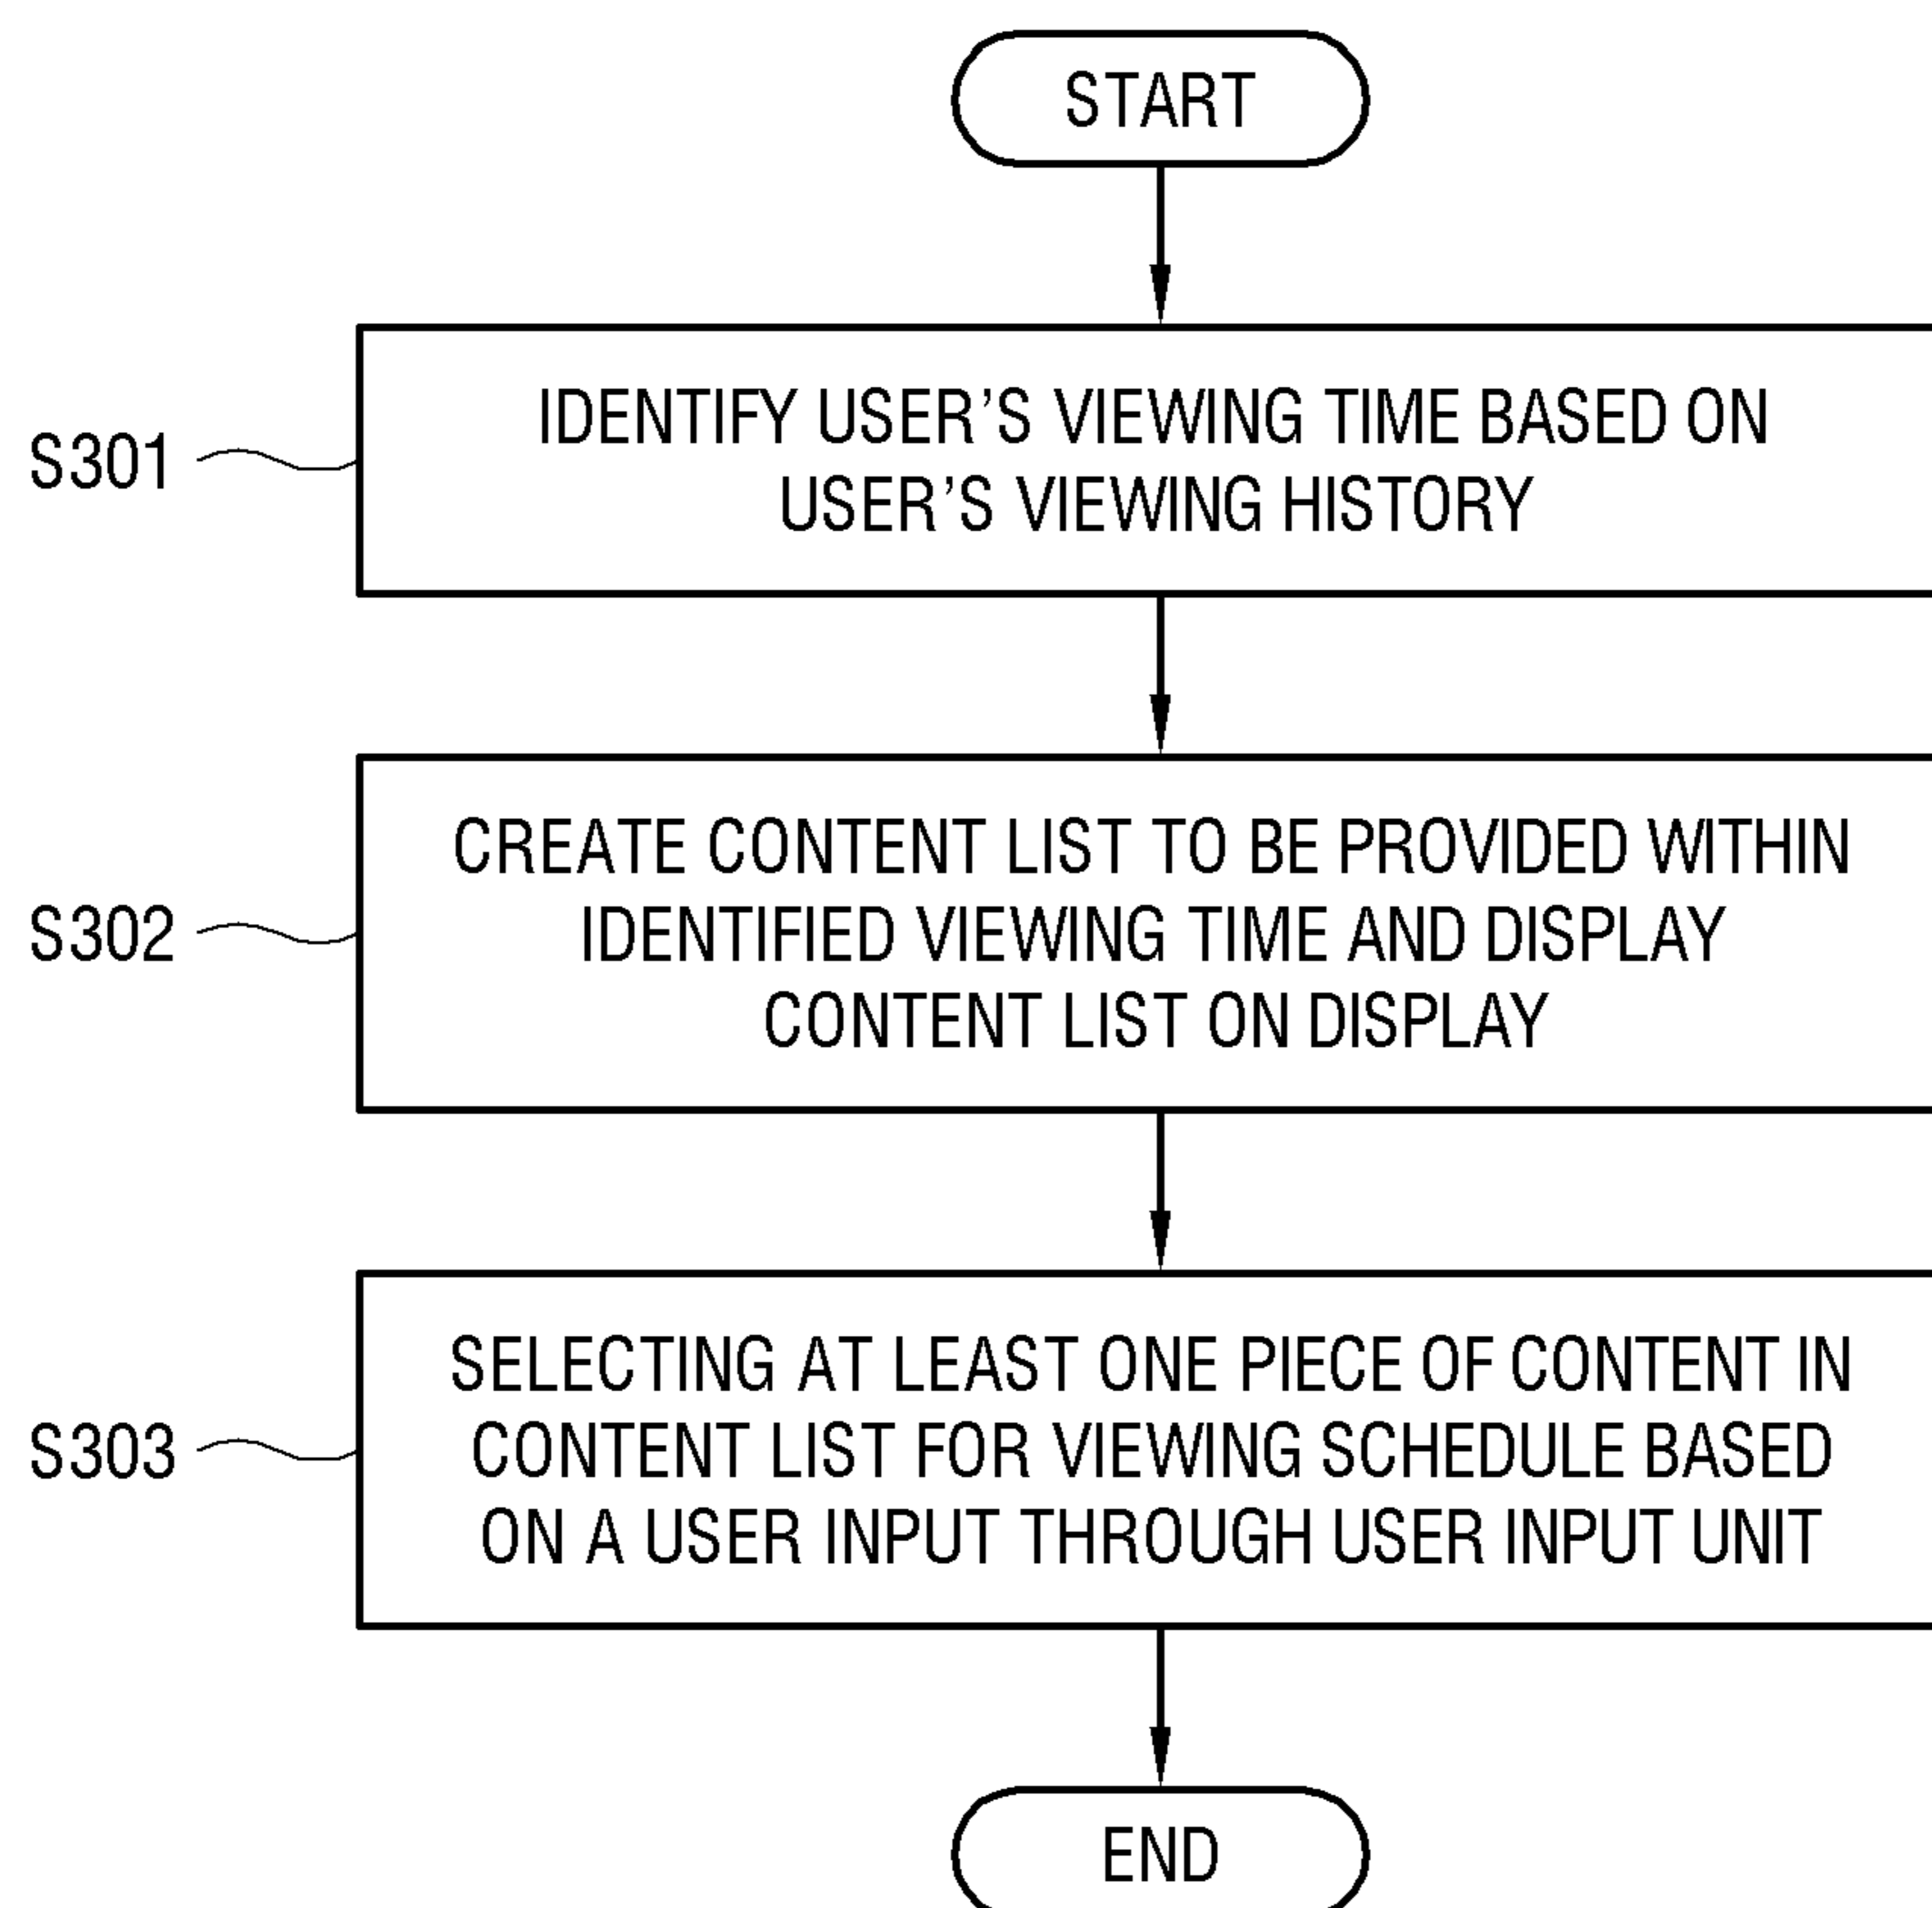 START
S301
IDENTIFY USER’S VIEWING TIME BASED ON
USER’S VIEWING HISTORY
S302
CREATE CONTENT LIST TO BE PROVIDED WITHIN
IDENTIFIED VIEWING TIME AND DISPLAY
CONTENT LIST ON DISPLAY
S303
SELECTING AT LEAST ONE PIECE OF CONTENT IN
CONTENT LIST FOR VIEWING SCHEDULE BASED
ON A USER INPUT THROUGH USER INPUT UNIT
END